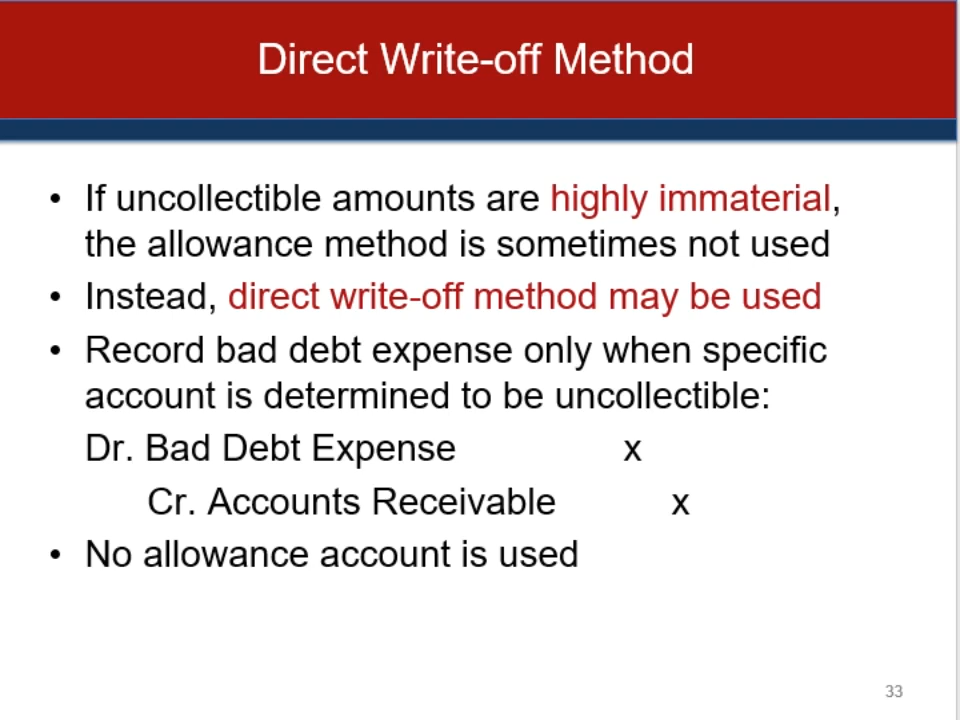 Direct Write-off Method
• If uncollectible amounts are highly immaterial,
the allowance method is sometimes not used
• Instead, direct write-off method may be used
• Record bad debt expense only when specific
account is determined to be uncollectible:
Dr. Bad Debt Expense x
Cr. Accounts Receivable x
• No allowance account is used
33